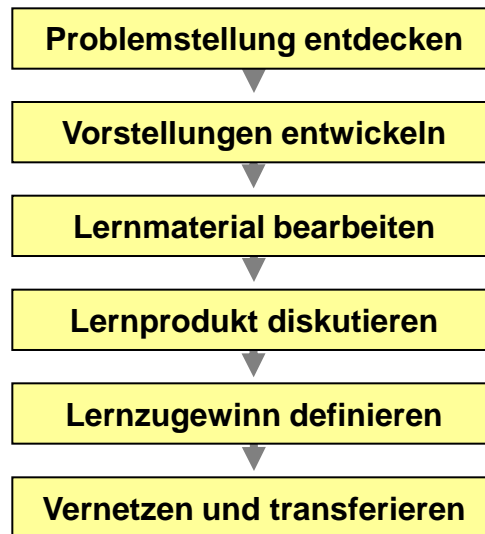 Problemstellung entdecken
Vorstellungen entwickeln
Lernmaterial bearbeiten
Lernprodukt diskutieren
Lernzugewinn definieren
Vernetzen und transferieren